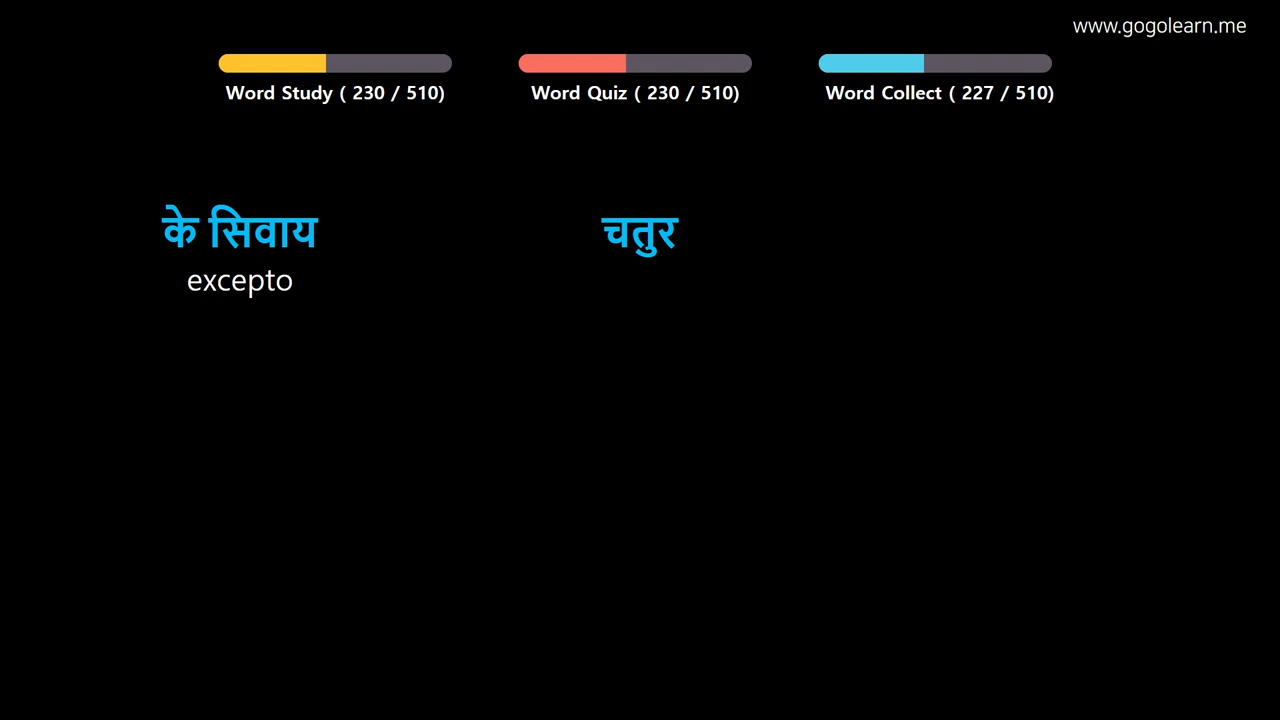 www.gogolearn.me
Word Study ( 230 / 510)
Word Quiz ( 230 / 510)
Word Collect ( 227 / 510)
के सिवाय
excepto
चतुर